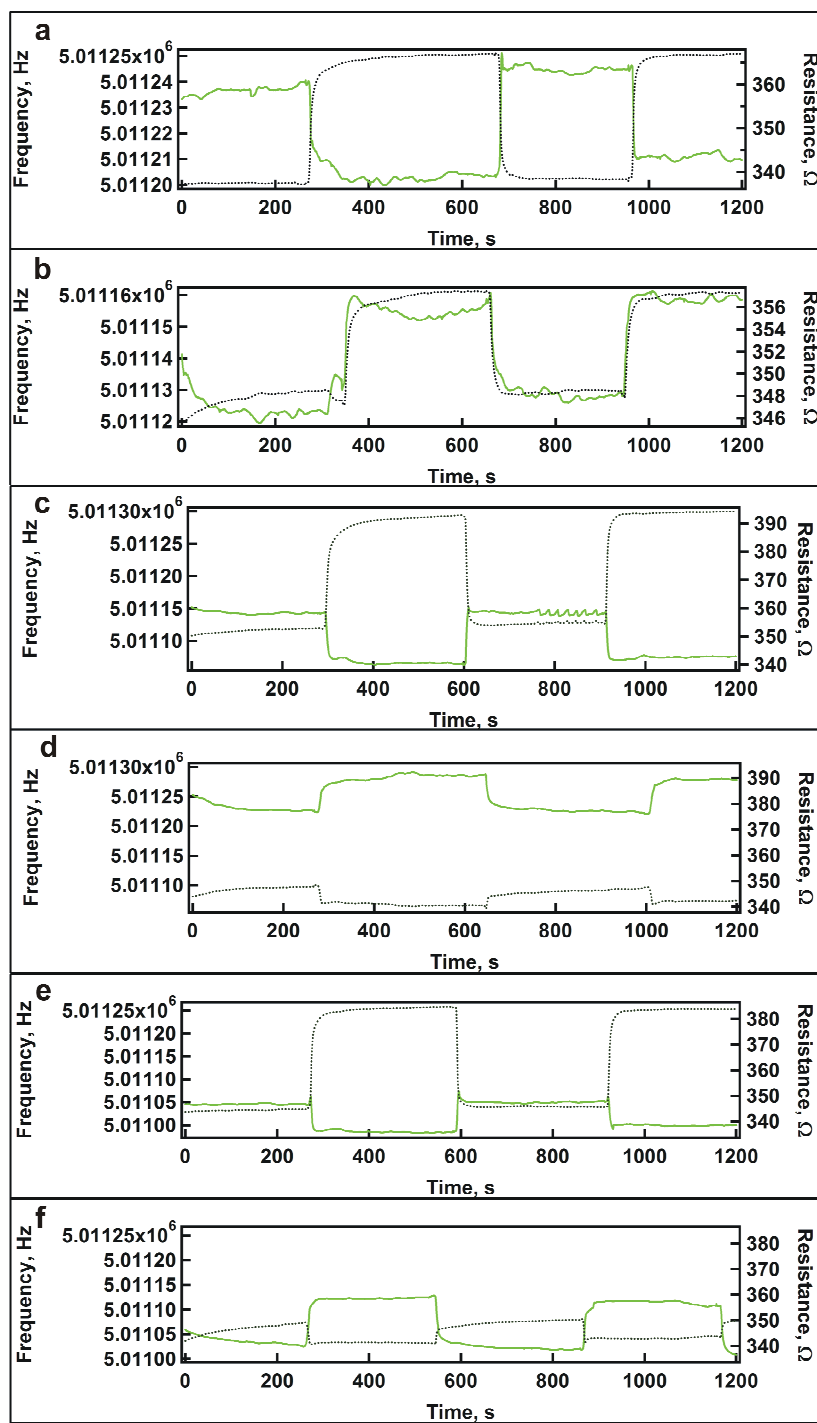 a
Frequency, Hz
5.01125x10⁶
5.01124
5.01123
5.01122
5.01121
5.01120
360
350
340
Resistance, Ω
0 200 400 600 800 1000 1200
Time, s
b
Frequency, Hz
5.01116x10⁶
5.01115
5.01114
5.01113
5.01112
356
354
352
350
348
346
Resistance, Ω
0 200 400 600 800 1000 1200
Time, s
c
Frequency, Hz
5.01130x10⁶
5.01125
5.01120
5.01115
5.01110
390
380
370
360
350
340
Resistance, Ω
0 200 400 600 800 1000 1200
Time, s
d
Frequency, Hz
5.01130x10⁶
5.01125
5.01120
5.01115
5.01110
390
380
370
360
350
340
Resistance, Ω
0 200 400 600 800 1000 1200
Time, s
e
Frequency, Hz
5.01125x10⁶
5.01120
5.01115
5.01110
5.01105
5.01100
380
370
360
350
340
Resistance, Ω
0 200 400 600 800 1000 1200
Time, s
f
Frequency, Hz
5.01125x10⁶
5.01120
5.01115
5.01110
5.01105
5.01100
380
370
360
350
340
Resistance, Ω
0 200 400 600 800 1000 1200
Time, s